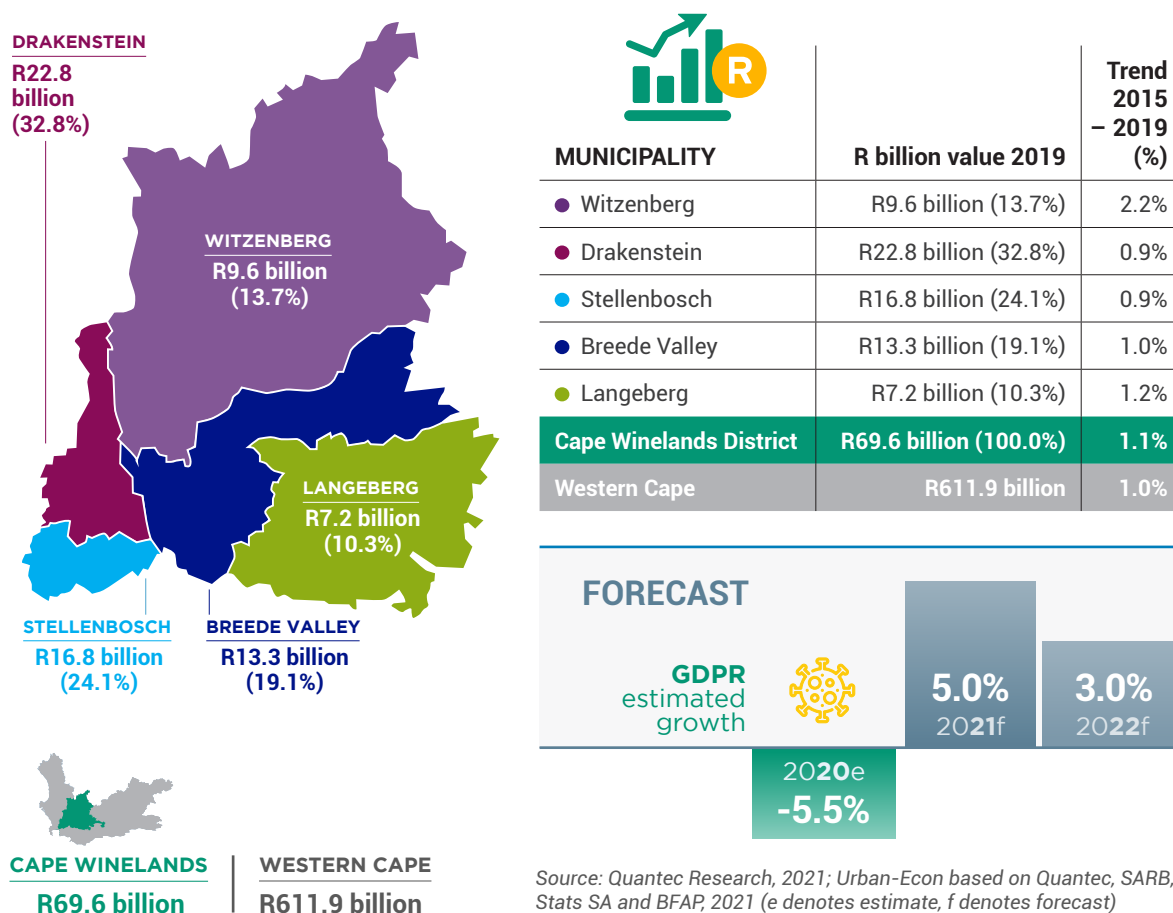 DRAKENSTEIN
R22.8
billion
(32.8%)
WITZENBERG
R9.6 billion
(13.7%)
LANGEBERG
R7.2 billion
(10.3%)
STELLENBOSCH
R16.8 billion
(24.1%)
BREEDE VALLEY
R13.3 billion
(19.1%)
CAPE WINELANDS
R69.6 billion
WESTERN CAPE
R611.9 billion
R
MUNICIPALITY R billion value 2019 Trend 2015 – 2019 (%)
Witzenberg R9.6 billion (13.7%) 2.2%
Drakenstein R22.8 billion (32.8%) 0.9%
Stellenbosch R16.8 billion (24.1%) 0.9%
Breede Valley R13.3 billion (19.1%) 1.0%
Langeberg R7.2 billion (10.3%) 1.2%
Cape Winelands District R69.6 billion (100.0%) 1.1%
Western Cape R611.9 billion 1.0%
FORECAST
GDPR
estimated
growth
2020e
-5.5%
5.0%
2021f
3.0%
2022f
Source: Quantec Research, 2021; Urban-Econ based on Quantec, SARB,
Stats SA and BFAP, 2021 (e denotes estimate, f denotes forecast)